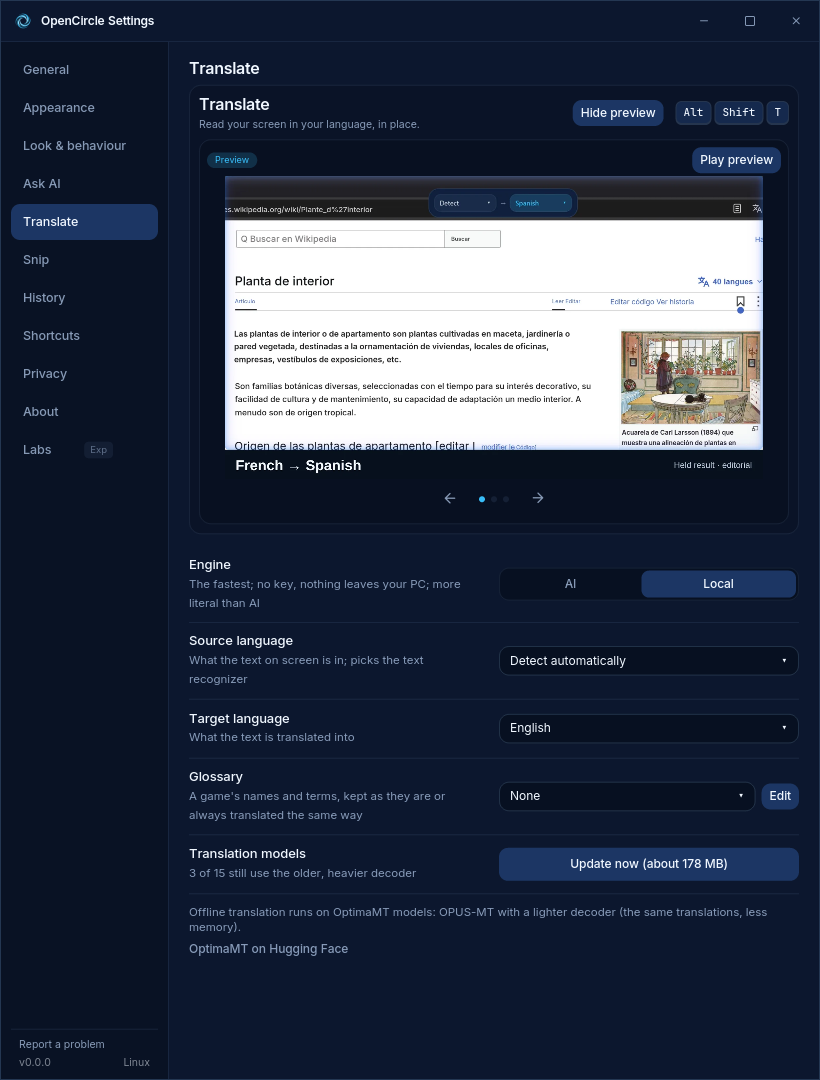 OpenCircle Settings
General
Appearance
Look & behaviour
Ask AI
Translate
Snip
History
Shortcuts
Privacy
About
Labs Exp
Report a problem
v0.0.0 Linux
Translate
Translate
Read your screen in your language, in place.
Hide preview Alt Shift T
Preview Play preview
Detect → Spanish
es.wikipedia.org/wiki/Plante_d%27interior
Q Buscar en Wikipedia Buscar
Ha
Planta de interior
40 langues
Artículo Leer Editar Editar código Ver historia
Las plantas de interior o de apartamento son plantas cultivadas en maceta, jardinería o
pared vegetada, destinadas a la ornamentación de viviendas, locales de oficinas,
empresas, vestíbulos de exposiciones, etc.
Son familias botánicas diversas, seleccionadas con el tiempo para su interés decorativo, su
facilidad de cultura y de mantenimiento, su capacidad de adaptación un medio interior. A
menudo son de origen tropical.
Acuarela de Carl Larsson (1894) que
muestra una alineación de plantas en
Origen de las plantas de apartamento [editar | modifier le Código]
French → Spanish
Held result · editorial
Engine
The fastest; no key, nothing leaves your PC; more
literal than AI
AI Local
Source language
What the text on screen is in; picks the text
recognizer
Detect automatically
Target language
What the text is translated into
English
Glossary
A game's names and terms, kept as they are or
always translated the same way
None Edit
Translation models
3 of 15 still use the older, heavier decoder
Update now (about 178 MB)
Offline translation runs on OptimaMT models: OPUS-MT with a lighter decoder (the same translations, less
memory).
OptimaMT on Hugging Face